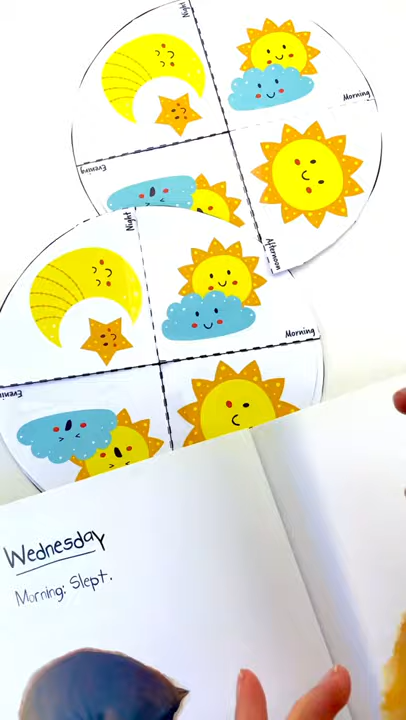 Night
Morning
Evening
Afternoon
Night
Morning
Evening
Wednesday
Morning: Slept.